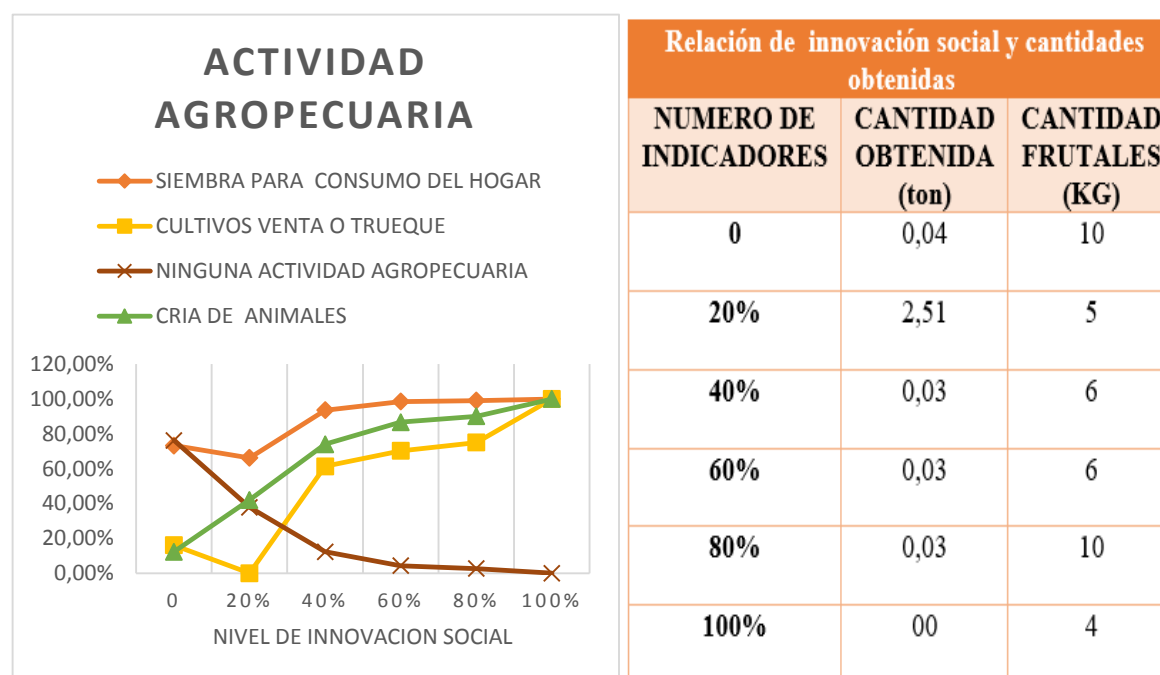 ACTIVIDAD
AGROPECUARIA
SIEMBRA PARA CONSUMO DEL HOGAR
CULTIVOS VENTA O TRUEQUE
NINGUNA ACTIVIDAD AGROPECUARIA
CRIA DE ANIMALES
120,00%
100,00%
80,00%
60,00%
40,00%
20,00%
0,00%
0 20% 40% 60% 80% 100%
NIVEL DE INNOVACION SOCIAL
Relación de innovación social y cantidades
obtenidas
NUMERO DE CANTIDAD CANTIDAD
INDICADORES OBTENIDA FRUTALES
(ton) (KG)
0 0,04 10
20% 2,51 5
40% 0,03 6
60% 0,03 6
80% 0,03 10
100% 00 4